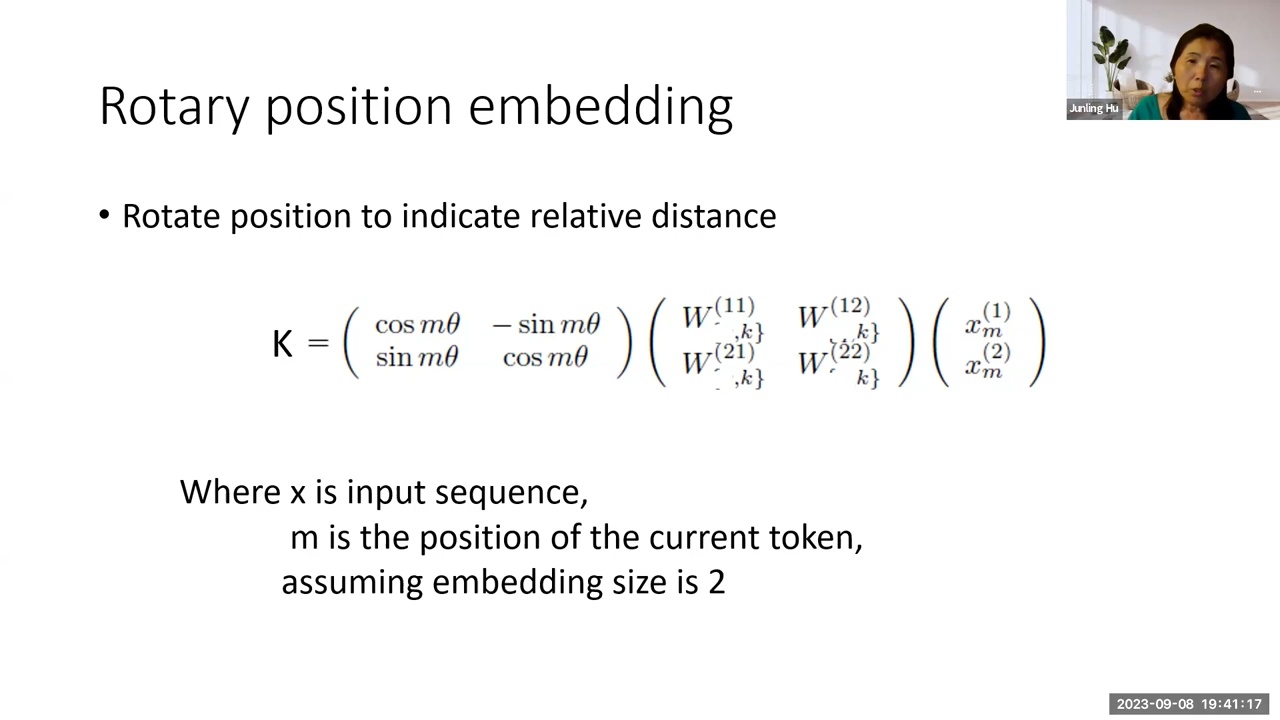 Junling Hu
Rotary position embedding
• Rotate position to indicate relative distance
K = ( cos mθ − sin mθ ) ( W^(11) ,k} W^(12) ,k} ) ( x_m^(1) )
( sin mθ cos mθ ) ( W^(21) ,k} W^(22) k} ) ( x_m^(2) )
Where x is input sequence,
m is the position of the current token,
assuming embedding size is 2
2023-09-08 19:41:17